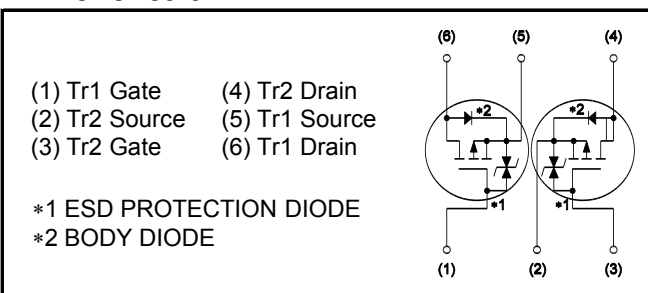 (1) Tr1 Gate (4) Tr2 Drain
(2) Tr2 Source (5) Tr1 Source
(3) Tr2 Gate (6) Tr1 Drain
∗1 ESD PROTECTION DIODE
∗2 BODY DIODE
(6) (5) (4)
∗2 ∗2
∗1 ∗1
(1) (2) (3)